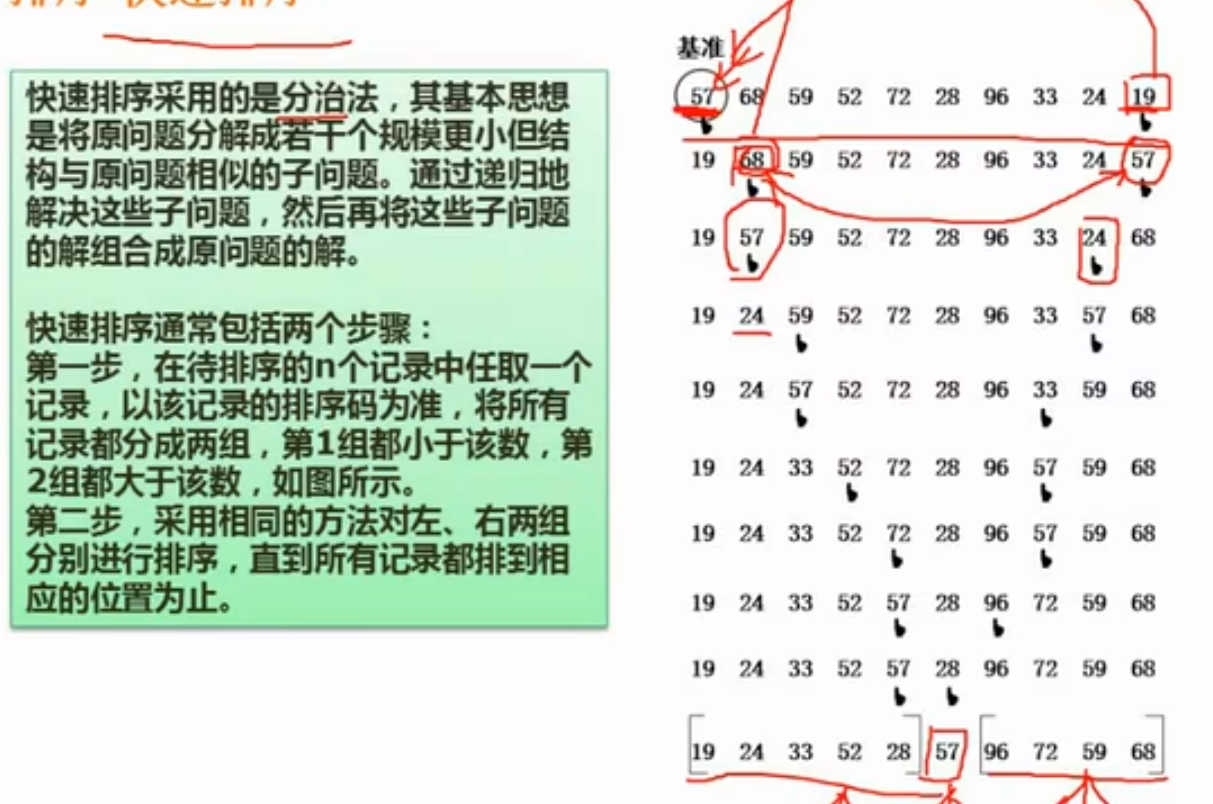 排序-快速排序
快速排序采用的是分治法，其基本思想
是将原问题分解成若干个规模更小但结
构与原问题相似的子问题。通过递归地
解决这些子问题，然后再将这些子问题
的解组合成原问题的解。
快速排序通常包括两个步骤：
第一步，在待排序的n个记录中任取一个
记录，以该记录的排序码为准，将所有
记录都分成两组，第1组都小于该数，第
2组都大于该数，如图所示。
第二步，采用相同的方法对左、右两组
分别进行排序，直到所有记录都排到相
应的位置为止。
基准
57 68 59 52 72 28 96 33 24 19
19 68 59 52 72 28 96 33 24 57
19 57 59 52 72 28 96 33 24 68
19 24 59 52 72 28 96 33 57 68
19 24 57 52 72 28 96 33 59 68
19 24 33 52 72 28 96 57 59 68
19 24 33 52 72 28 96 57 59 68
19 24 33 52 57 28 96 72 59 68
19 24 33 52 57 28 96 72 59 68
[19 24 33 52 28] 57 [96 72 59 68]